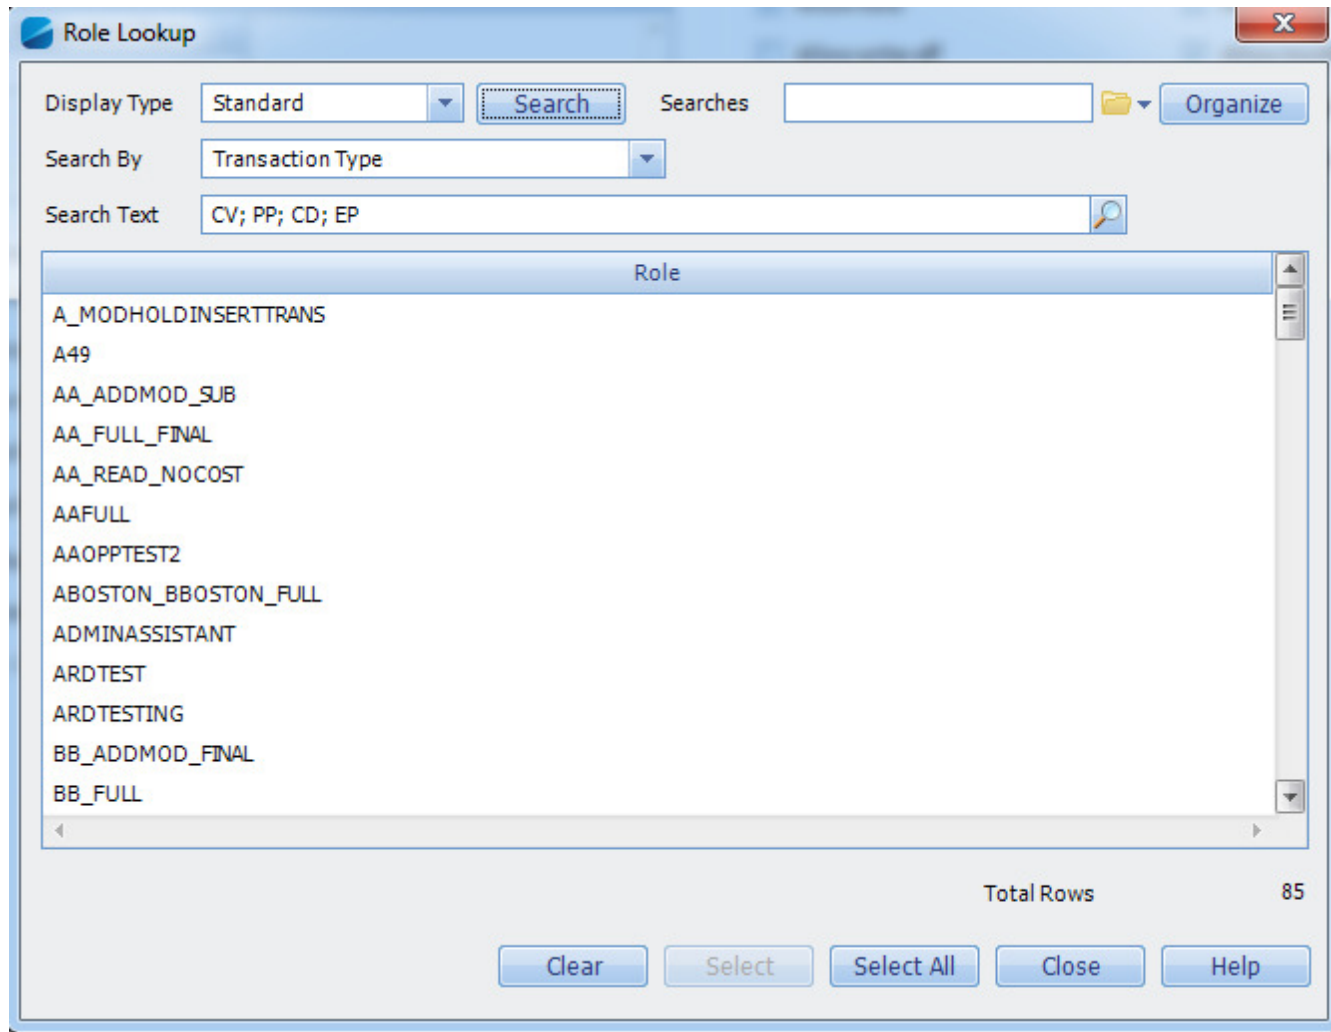 Role Lookup
Display Type Standard Search Searches Organize
Search By Transaction Type
Search Text CV; PP; CD; EP
Role
A_MODHOLDINSERTTRANS
A49
AA_ADDMOD_SUB
AA_FULL_FINAL
AA_READ_NOCOST
AAFULL
AAOPPTEST2
ABOSTON_BBOSTON_FULL
ADMINASSISTANT
ARDTEST
ARDTESTING
BB_ADDMOD_FINAL
BB_FULL
Total Rows 85
Clear Select Select All Close Help